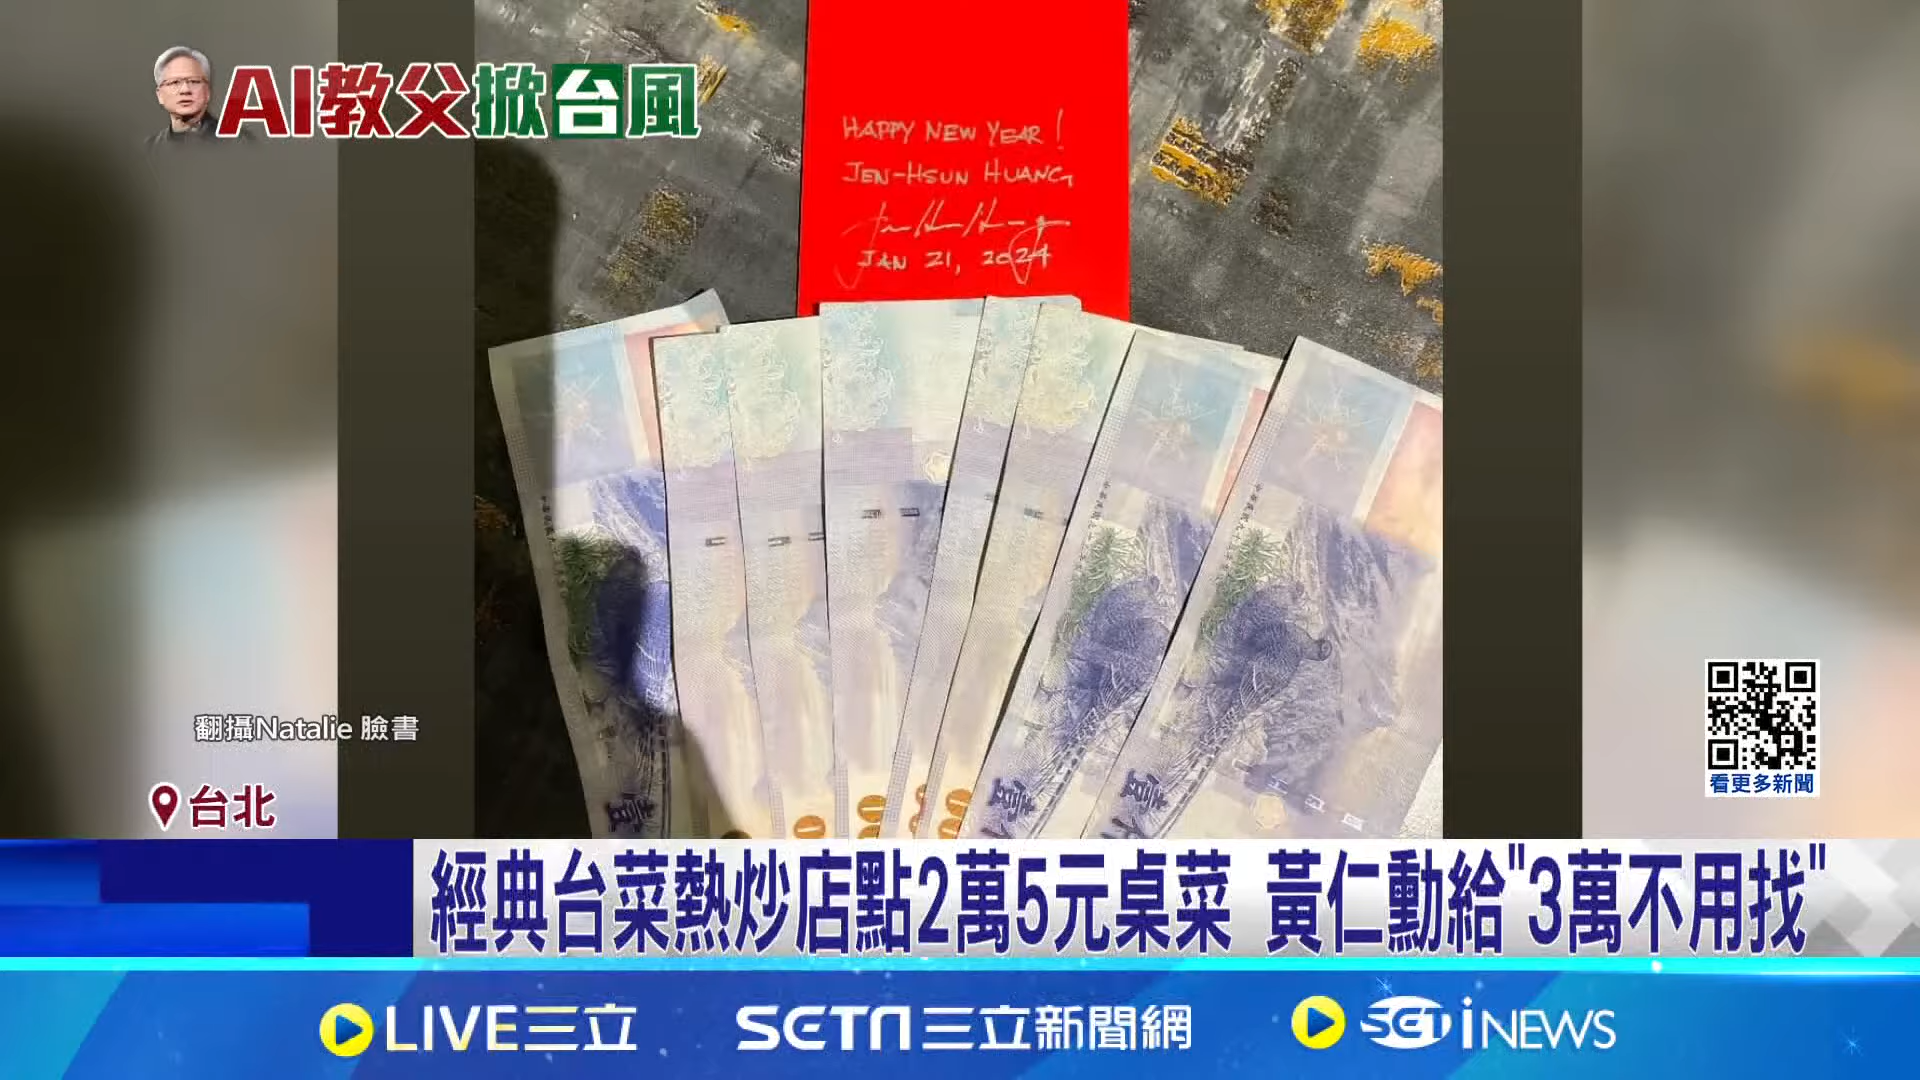 AI教父掀台風
HAPPY NEW YEAR!
JEN-HSUN HUANG
JAN 21, 2024
翻攝Natalie 臉書
台北
看更多新聞
經典台菜熱炒店點2萬5元桌菜 黃仁勳給"3萬不用找"
LIVE三立
SETN三立新聞網
SET iNEWS